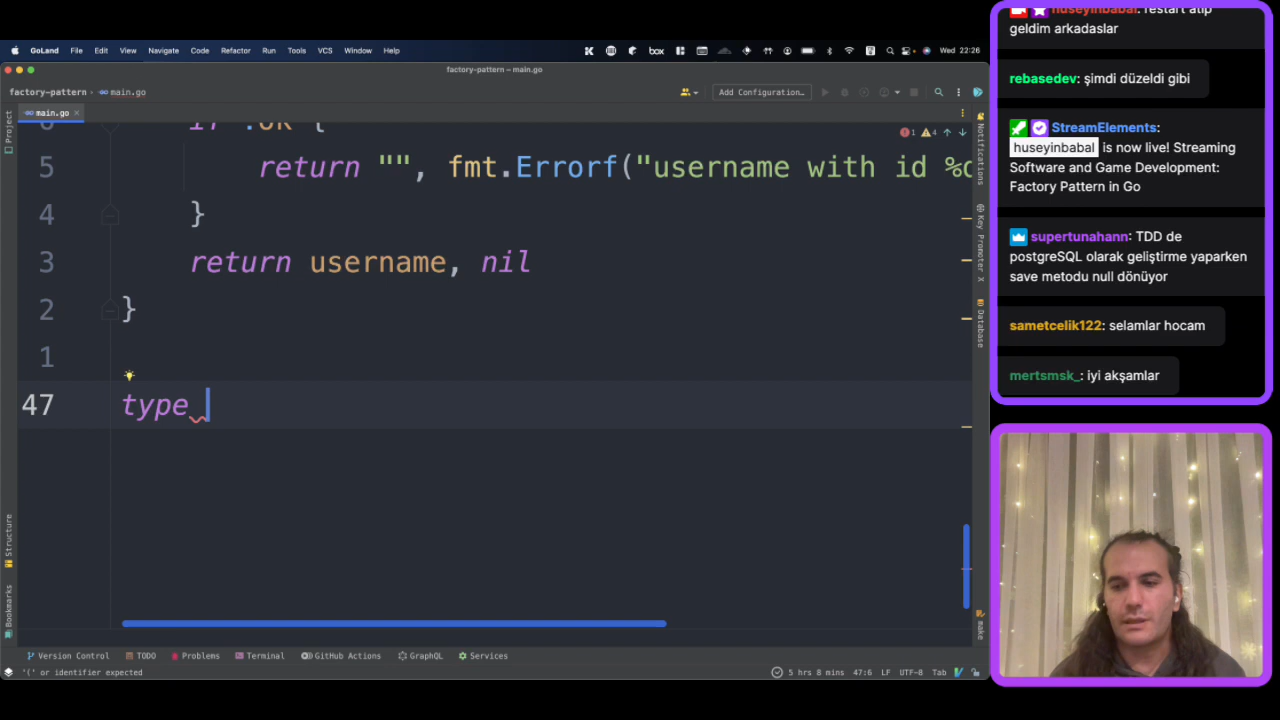 GoLand File Edit View Navigate Code Refactor Run Tools VCS Window Help
box
Wed 22:26
factory-pattern – main.go
factory-pattern › main.go
Add Configuration...
Project
main.go ×
1 4
Notifications
Key Promoter X
Database
make
5 return "", fmt.Errorf("username with id %d
4 }
3 return username, nil
2 }
1
47 type
Structure
Bookmarks
Version Control TODO Problems Terminal GitHub Actions GraphQL Services
'(' or identifier expected
5 hrs 8 mins 47:6 LF UTF-8 Tab
huseyinbabal: restart atip
geldim arkadaslar
rebasedev: şimdi düzeldi gibi
StreamElements:
huseyinbabal is now live! Streaming
Software and Game Development:
Factory Pattern in Go
supertunahann: TDD de
postgreSQL olarak geliştirme yaparken
save metodu null dönüyor
sametcelik122: selamlar hocam
mertsmsk_: iyi akşamlar